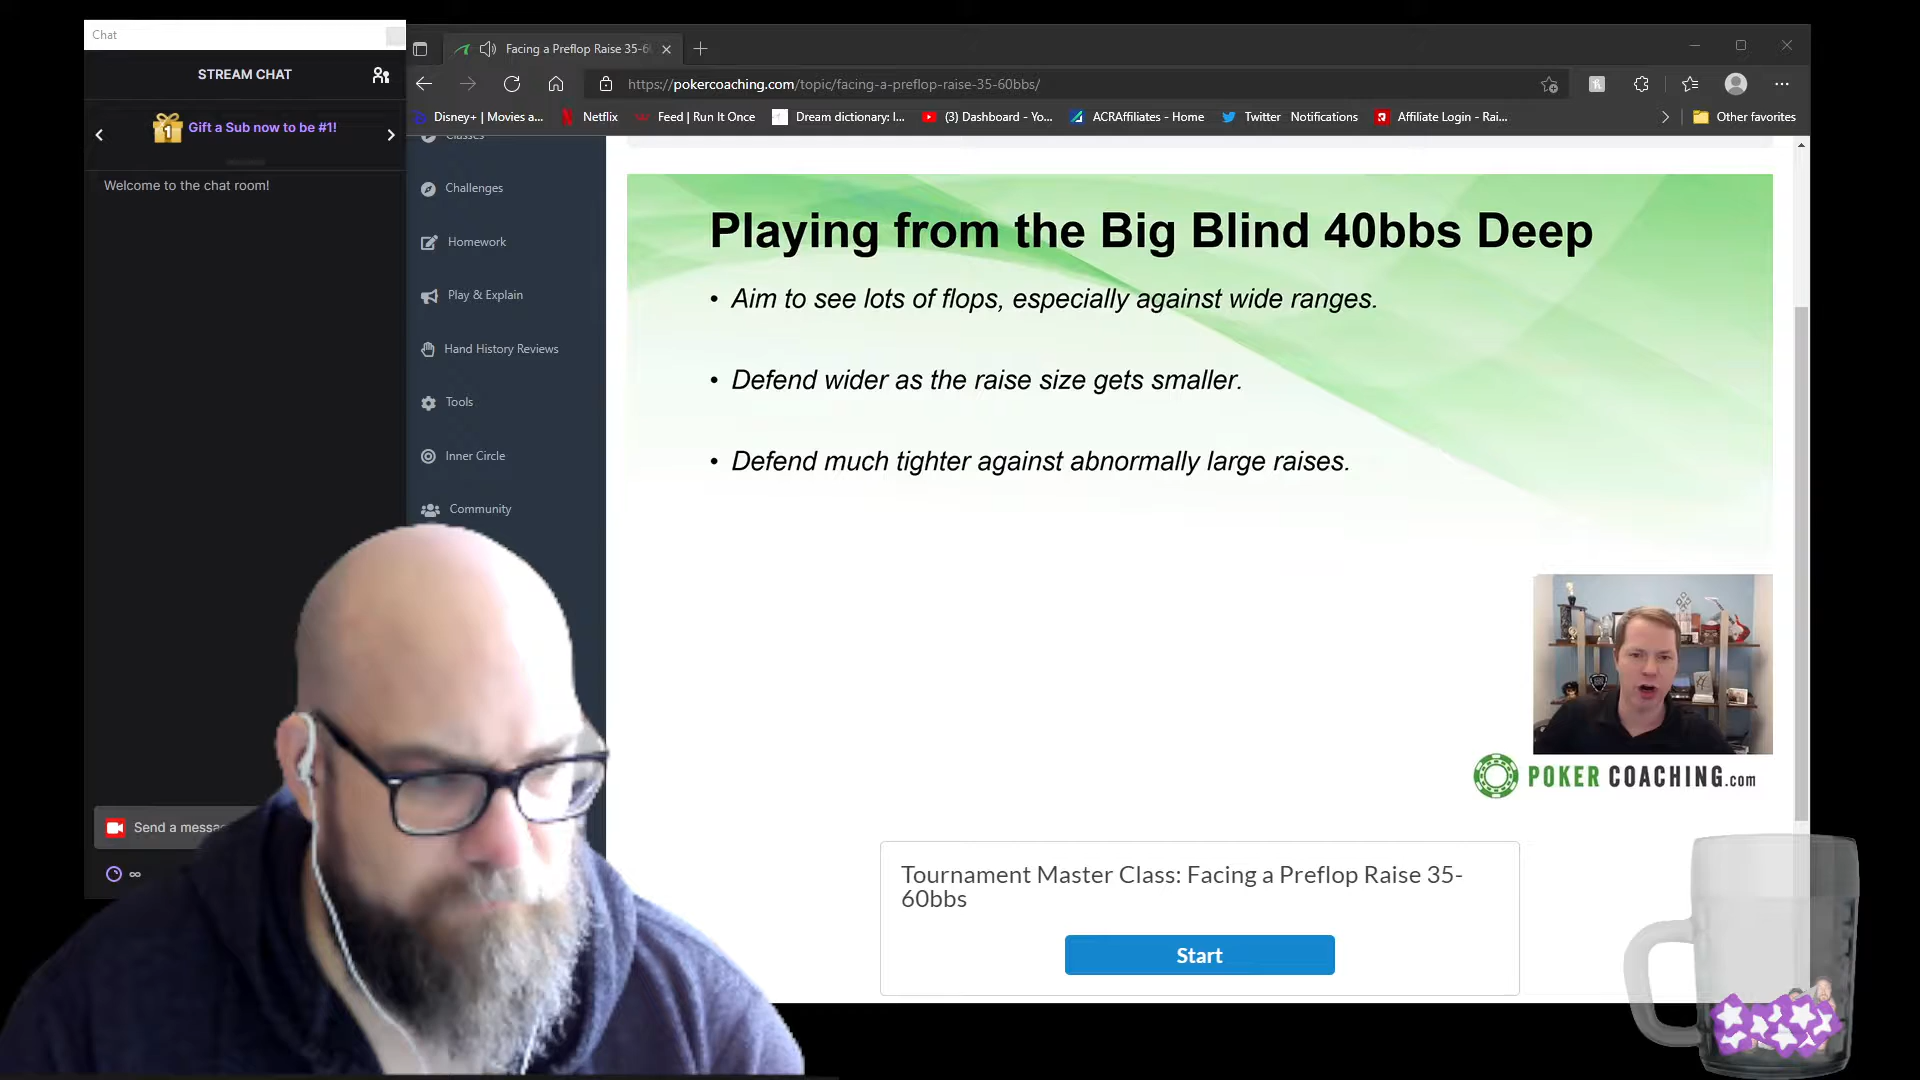 Chat
STREAM CHAT
1
Gift a Sub now to be #1!
Welcome to the chat room!
Send a messa
∞
Facing a Preflop Raise 35-6
https://pokercoaching.com/topic/facing-a-preflop-raise-35-60bbs/
Disney+ | Movies a...
Netflix
Feed | Run It Once
Dream dictionary: l...
(3) Dashboard - Yo...
ACRAffiliates - Home
Twitter
Notifications
Affiliate Login - Rai...
Other favorites
Classes
Challenges
Homework
Play & Explain
Hand History Reviews
Tools
Inner Circle
Community
Playing from the Big Blind 40bbs Deep
• Aim to see lots of flops, especially against wide ranges.
• Defend wider as the raise size gets smaller.
• Defend much tighter against abnormally large raises.
POKER COACHING.com
Tournament Master Class: Facing a Preflop Raise 35-
60bbs
Start